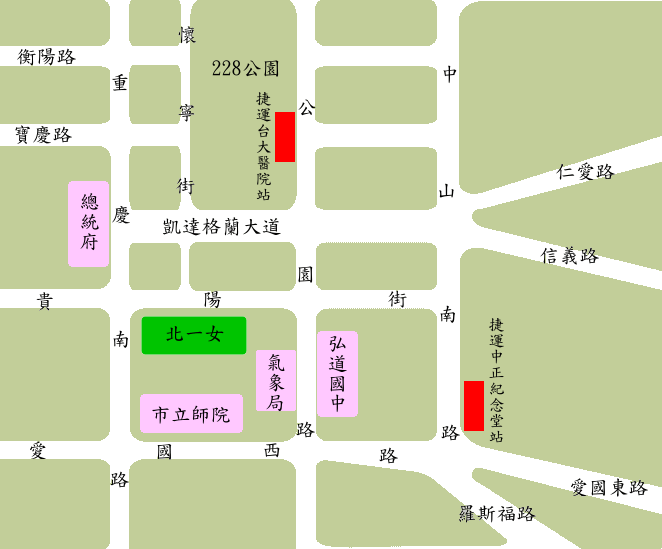 衡陽路
寶慶路
重慶南路
懷寧街
228公園
捷運台大醫院站
公園路
中山南路
仁愛路
信義路
總統府
凱達格蘭大道
貴陽街
北一女
氣象局
弘道國中
市立師院
捷運中正紀念堂站
愛國西路
愛國東路
羅斯福路